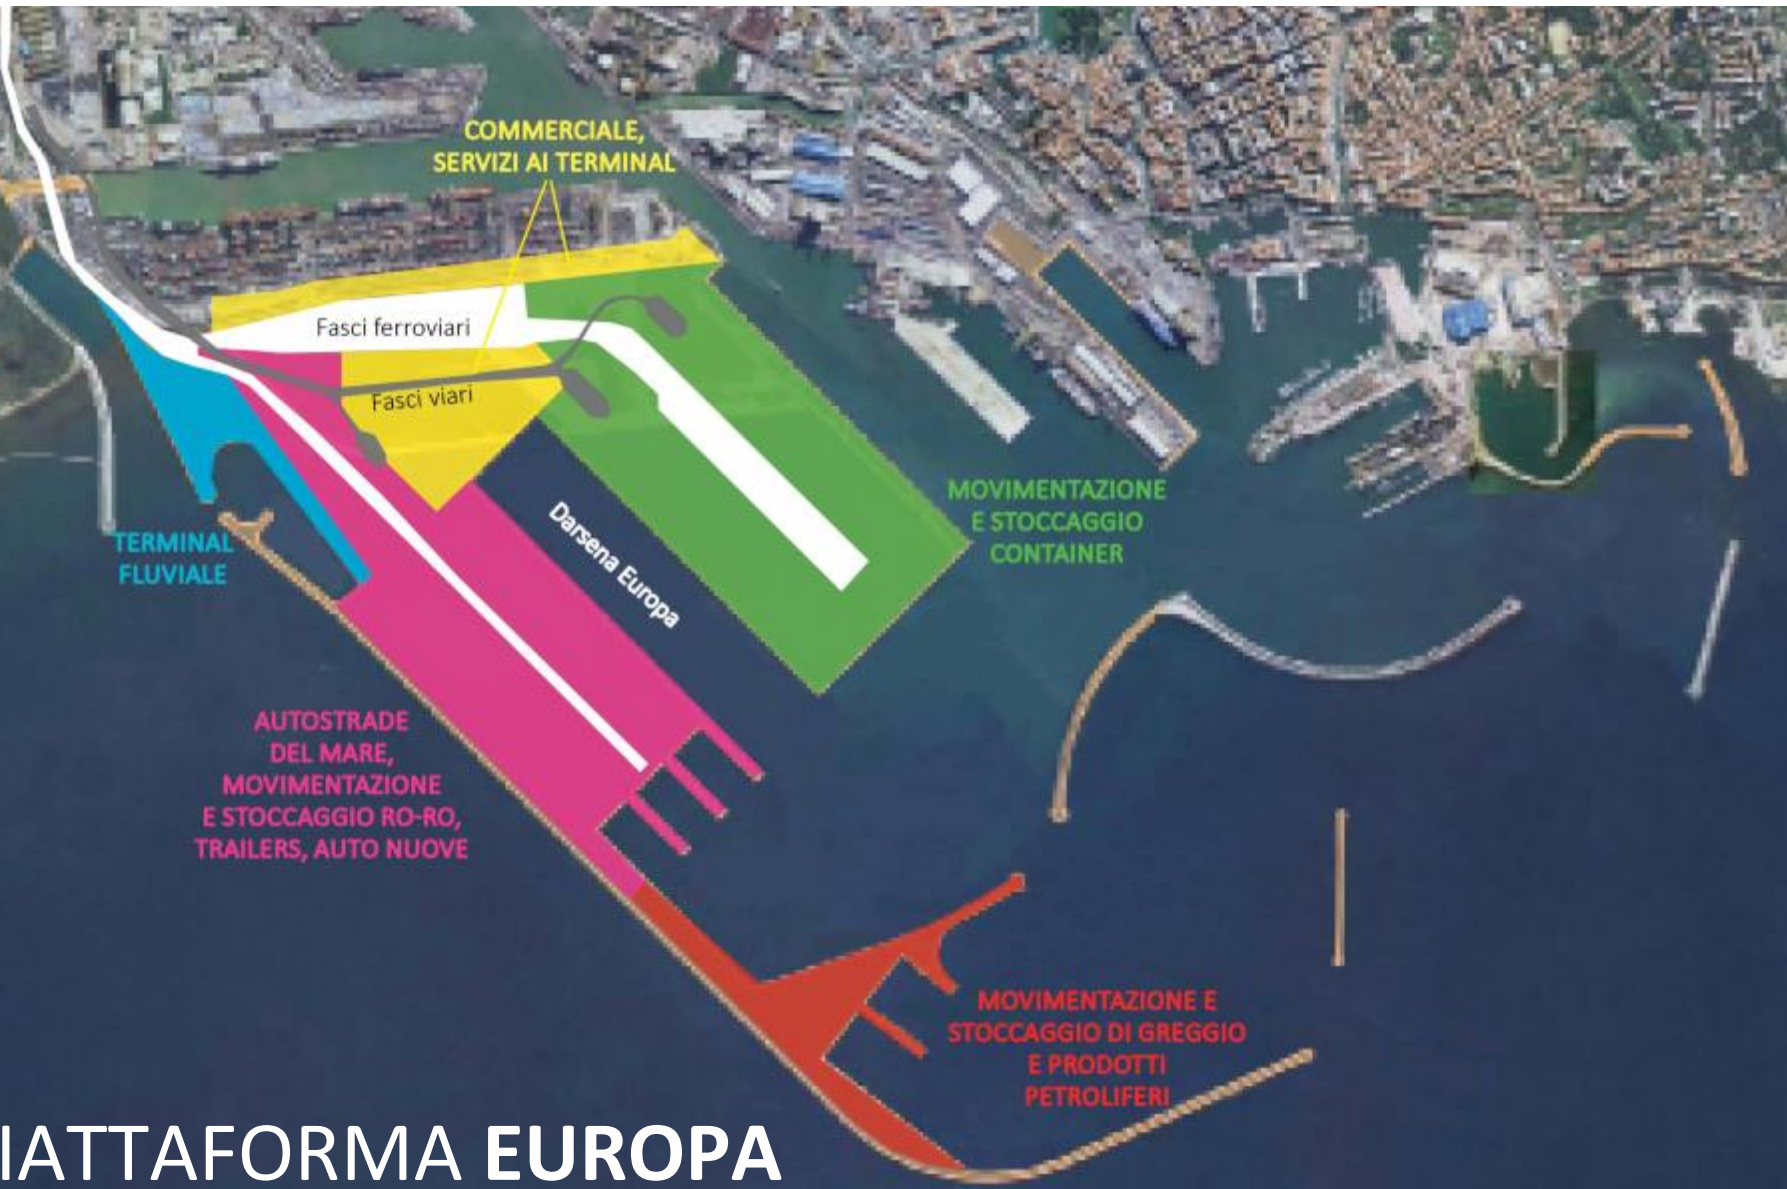 COMMERCIALE,
SERVIZI AI TERMINAL
Fasci ferroviari
Fasci viari
Darsena Europa
MOVIMENTAZIONE
E STOCCAGGIO
CONTAINER
TERMINAL
FLUVIALE
AUTOSTRADE
DEL MARE,
MOVIMENTAZIONE
E STOCCAGGIO RO-RO,
TRAILERS, AUTO NUOVE
MOVIMENTAZIONE E
STOCCAGGIO DI GREGGIO
E PRODOTTI
PETROLIFERI
IATTAFORMA EUROPA